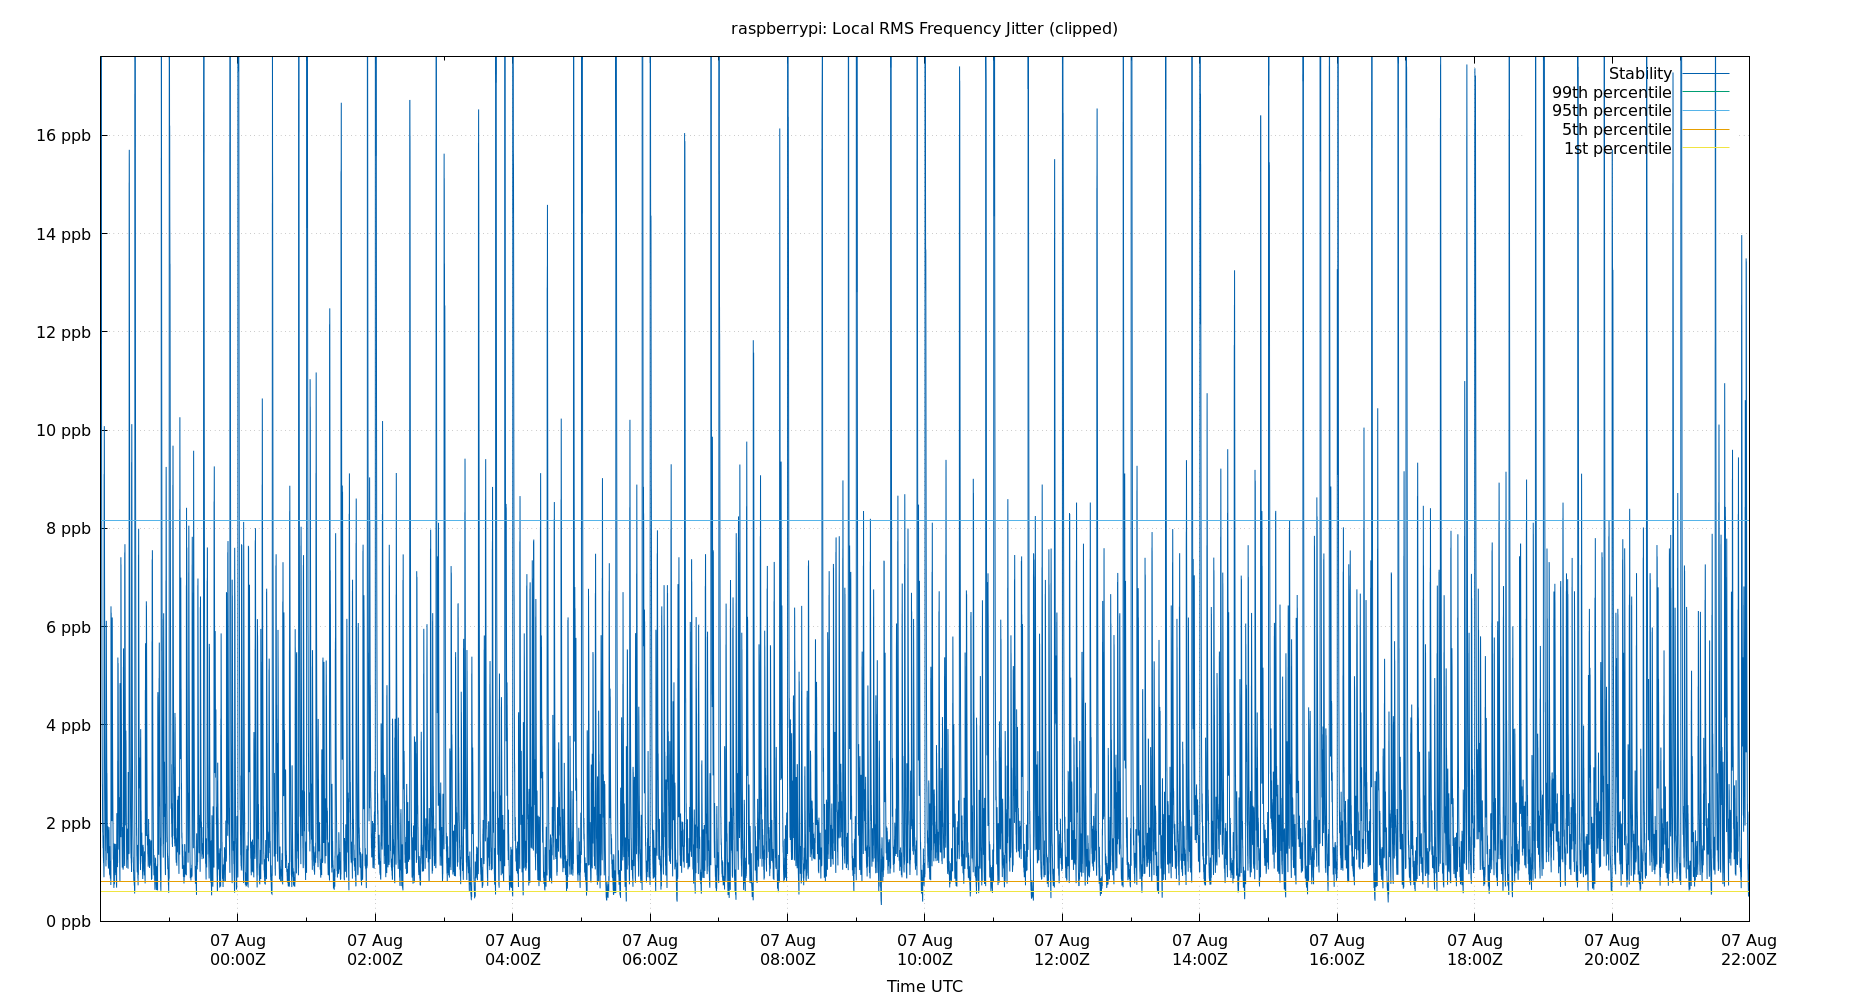 raspberrypi: Local RMS Frequency Jitter (clipped)
Stability
99th percentile
95th percentile
5th percentile
1st percentile
16 ppb
14 ppb
12 ppb
10 ppb
8 ppb
6 ppb
4 ppb
2 ppb
0 ppb
07 Aug 07 Aug 07 Aug 07 Aug 07 Aug 07 Aug 07 Aug 07 Aug 07 Aug 07 Aug 07 Aug 07 Aug
00:00Z 02:00Z 04:00Z 06:00Z 08:00Z 10:00Z 12:00Z 14:00Z 16:00Z 18:00Z 20:00Z 22:00Z
Time UTC